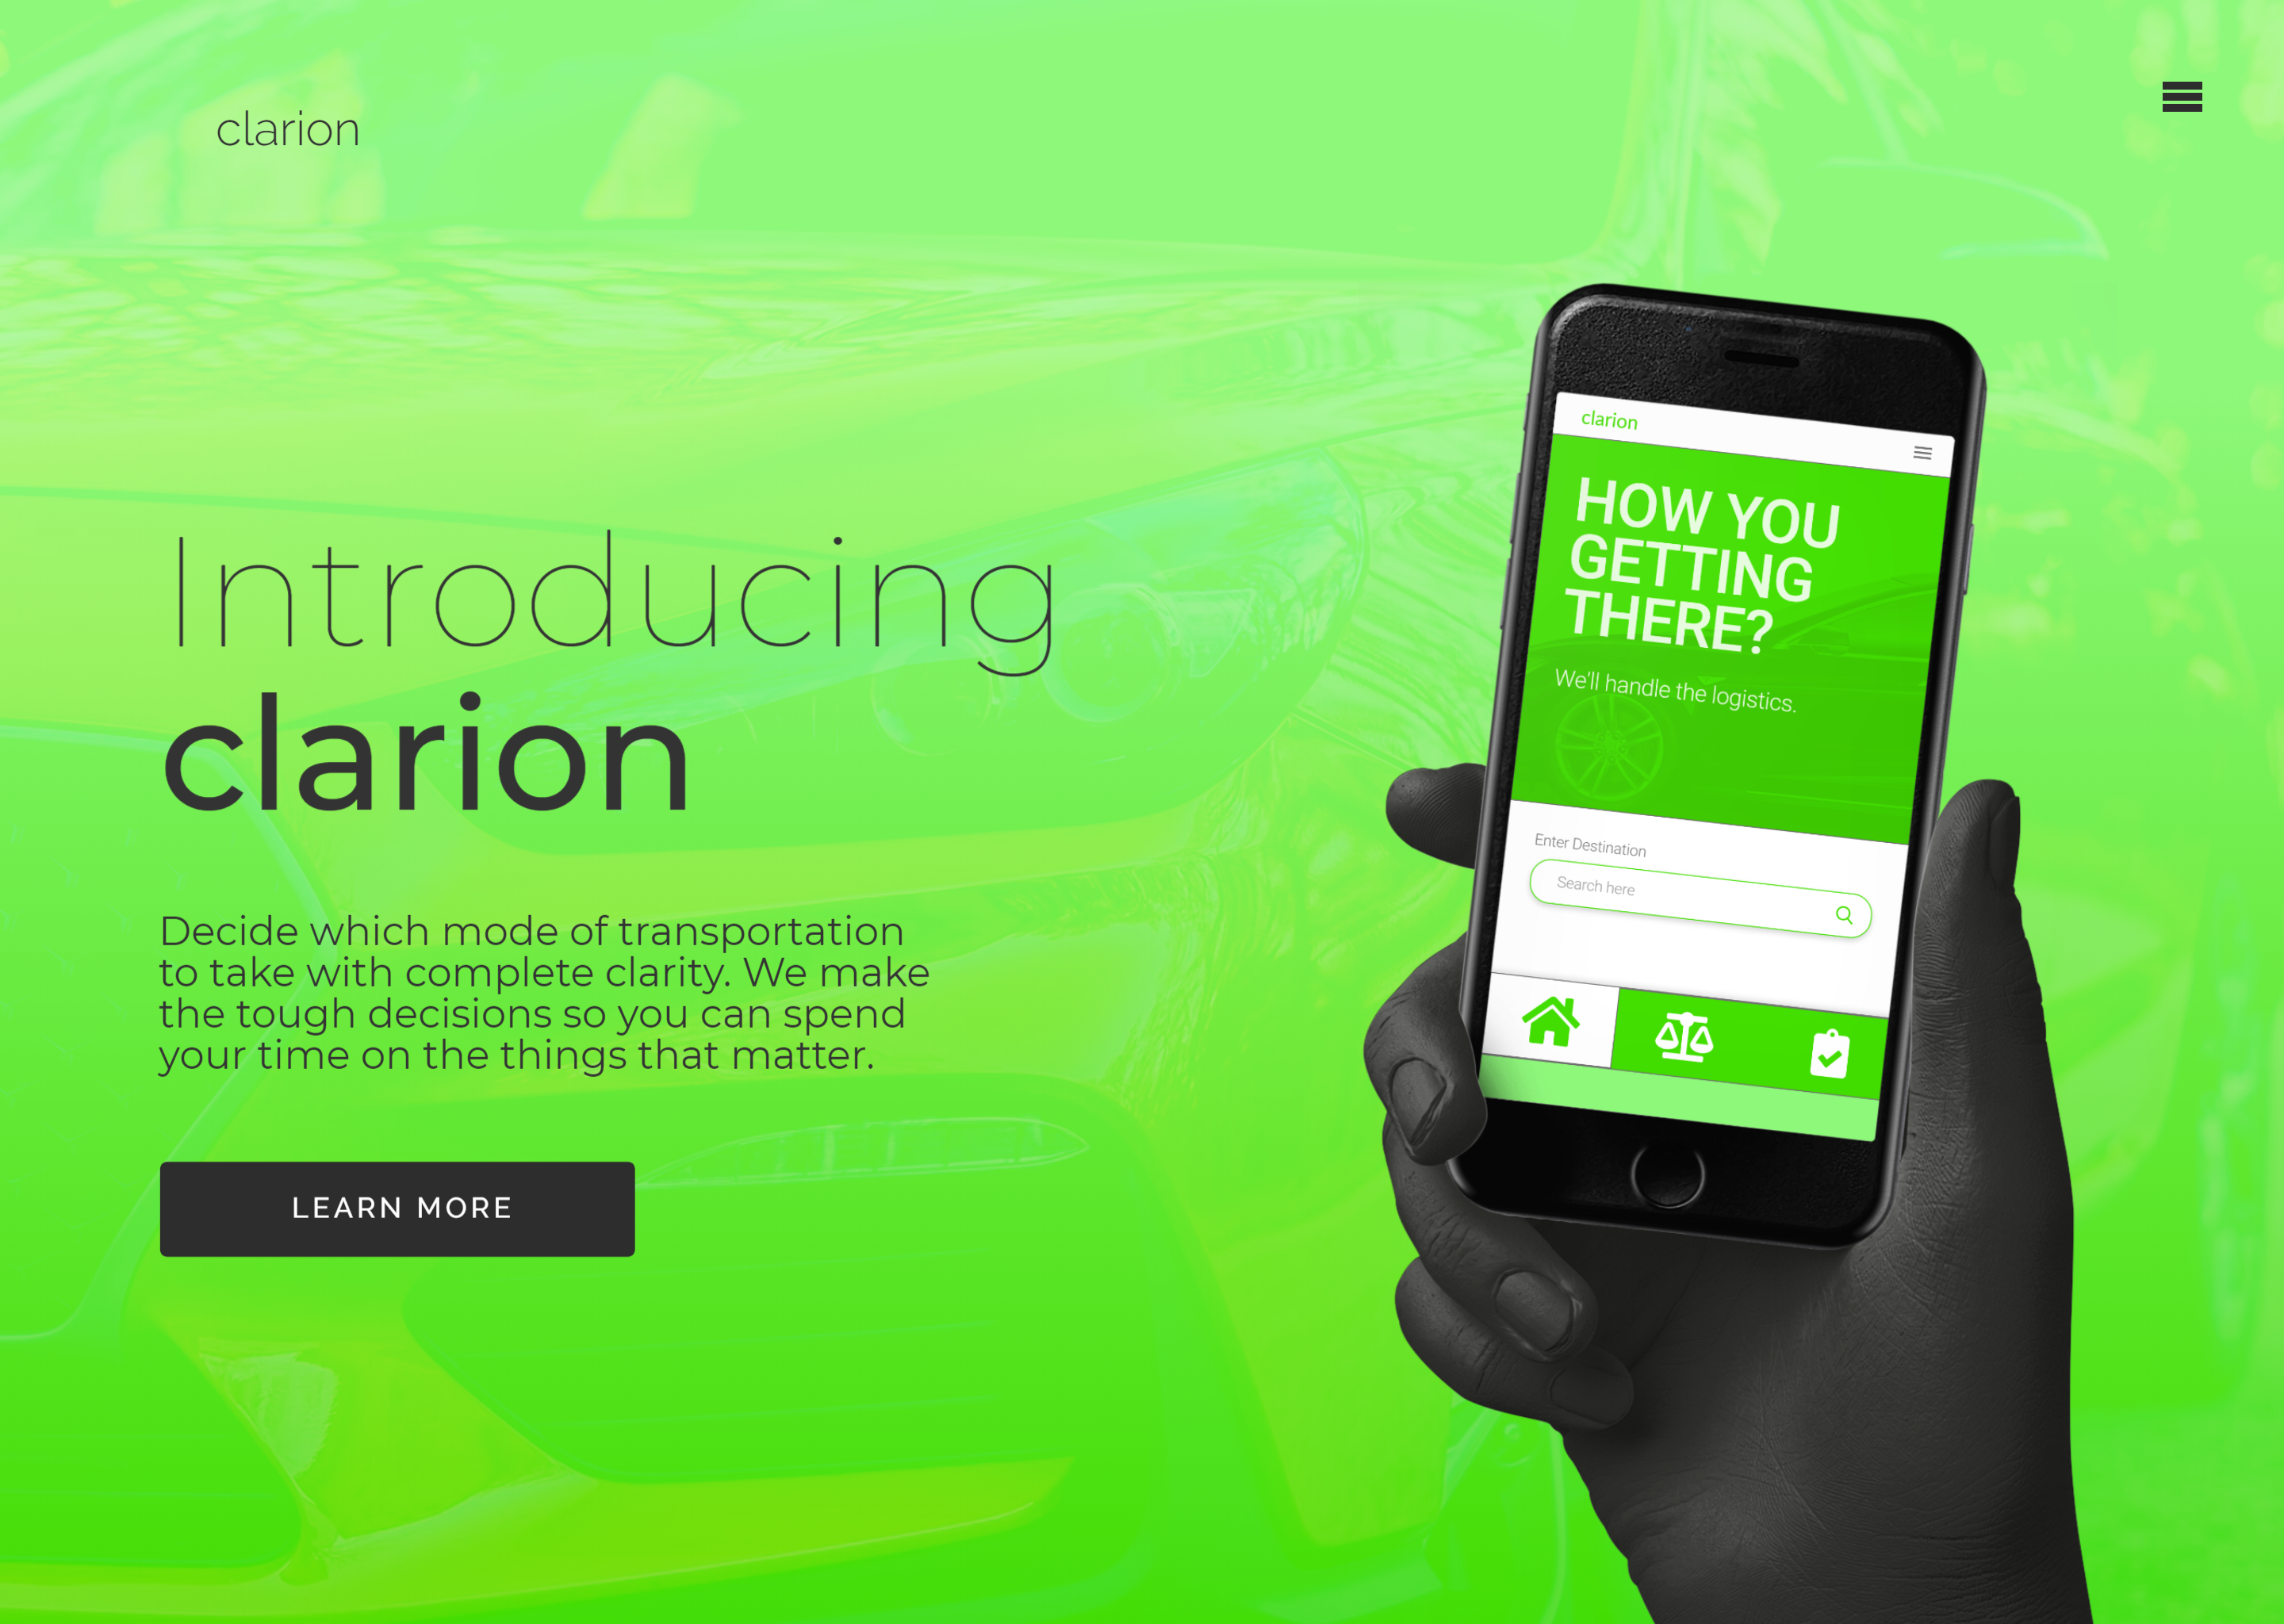 clarion
Introducing
clarion
Decide which mode of transportation
to take with complete clarity. We make
the tough decisions so you can spend
your time on the things that matter.
LEARN MORE
clarion
HOW YOU
GETTING
THERE?
We'll handle the logistics.
Enter Destination
Search here